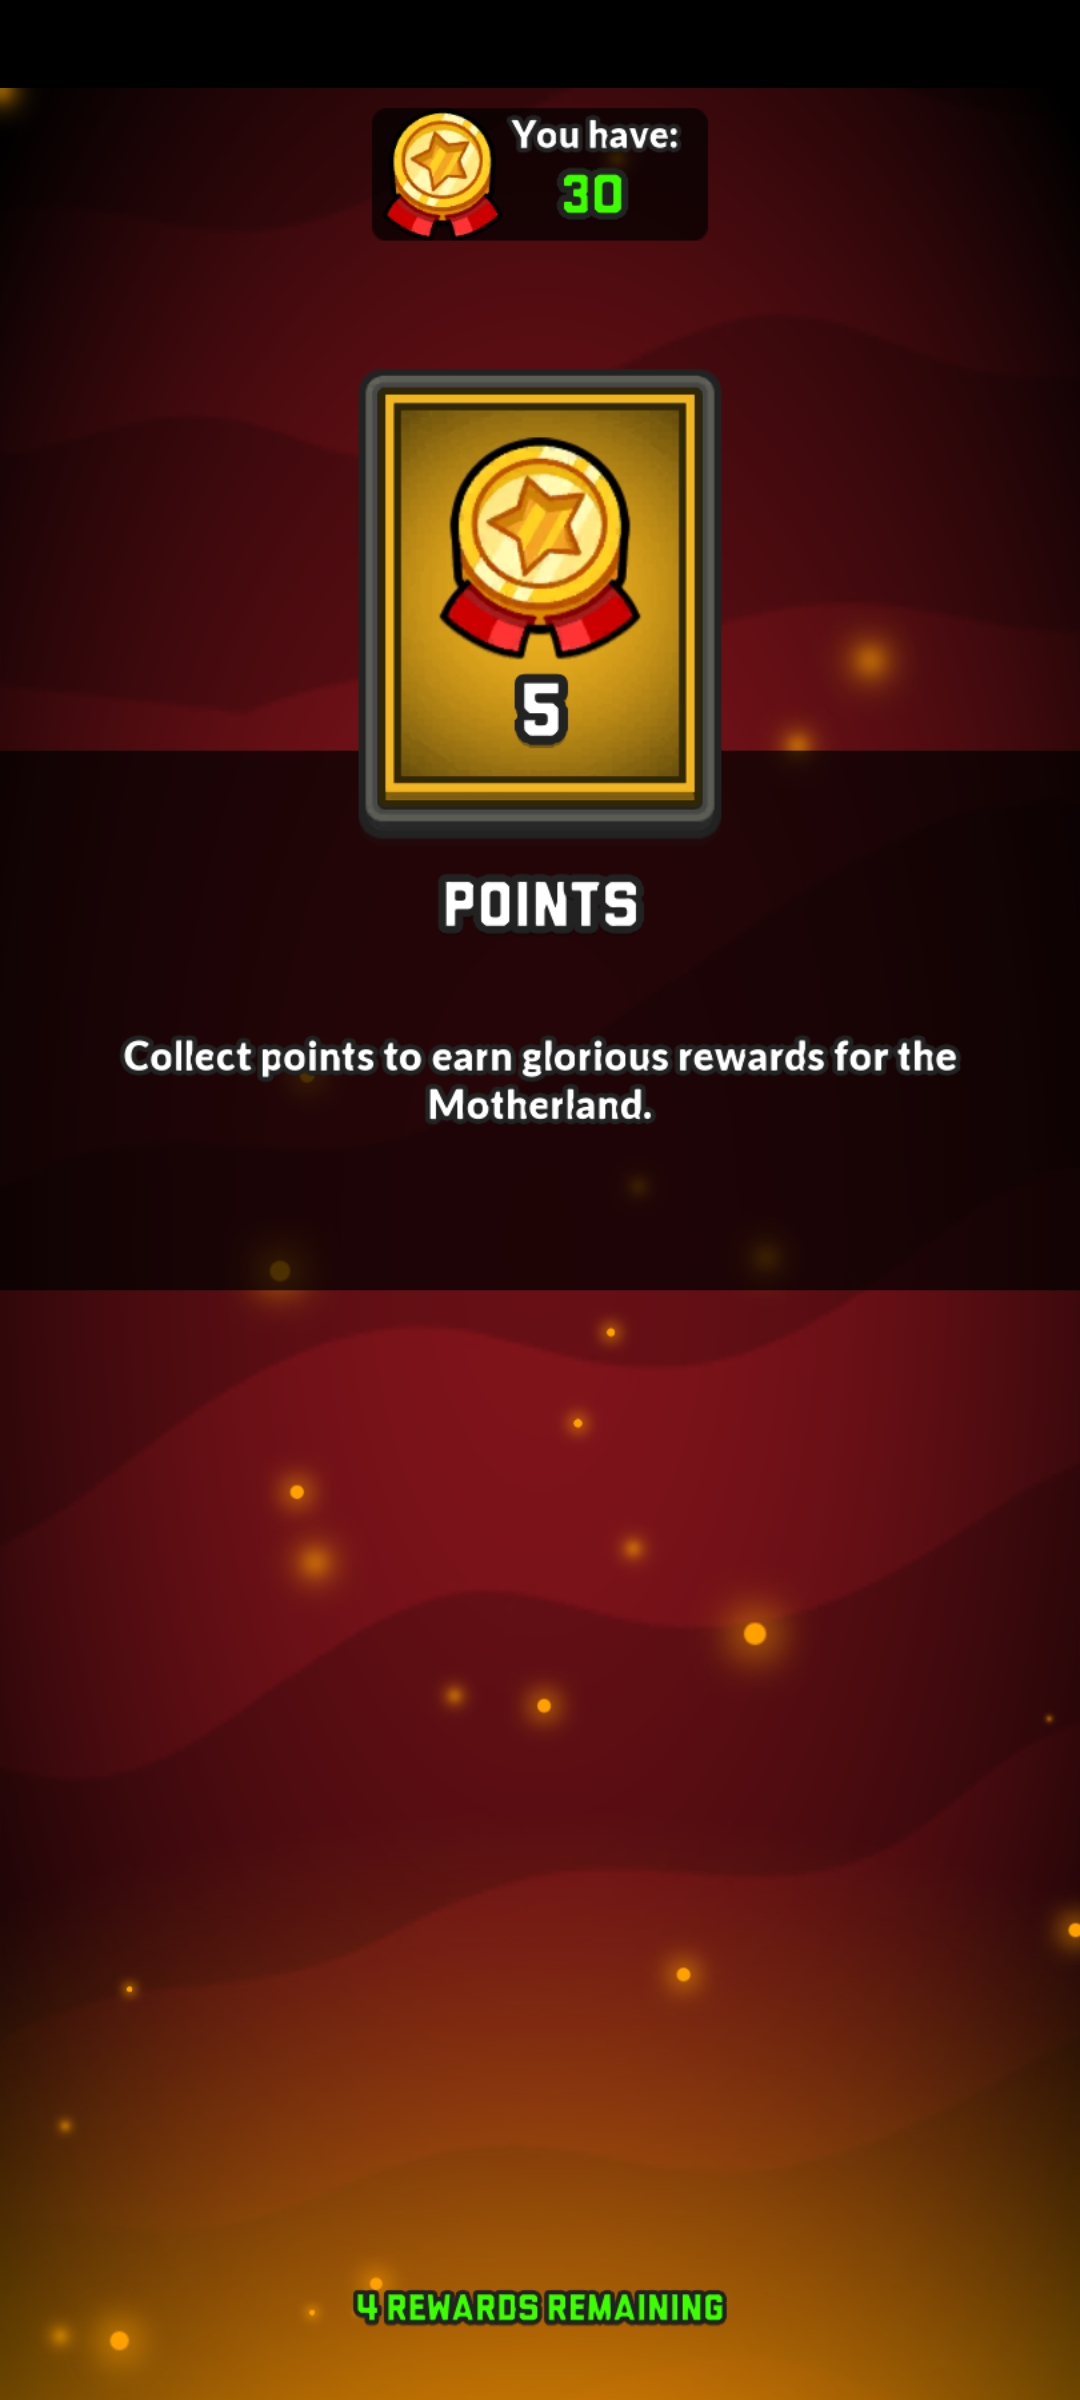 You have:
30
5
POINTS
Collect points to earn glorious rewards for the
Motherland.
4 REWARDS REMAINING